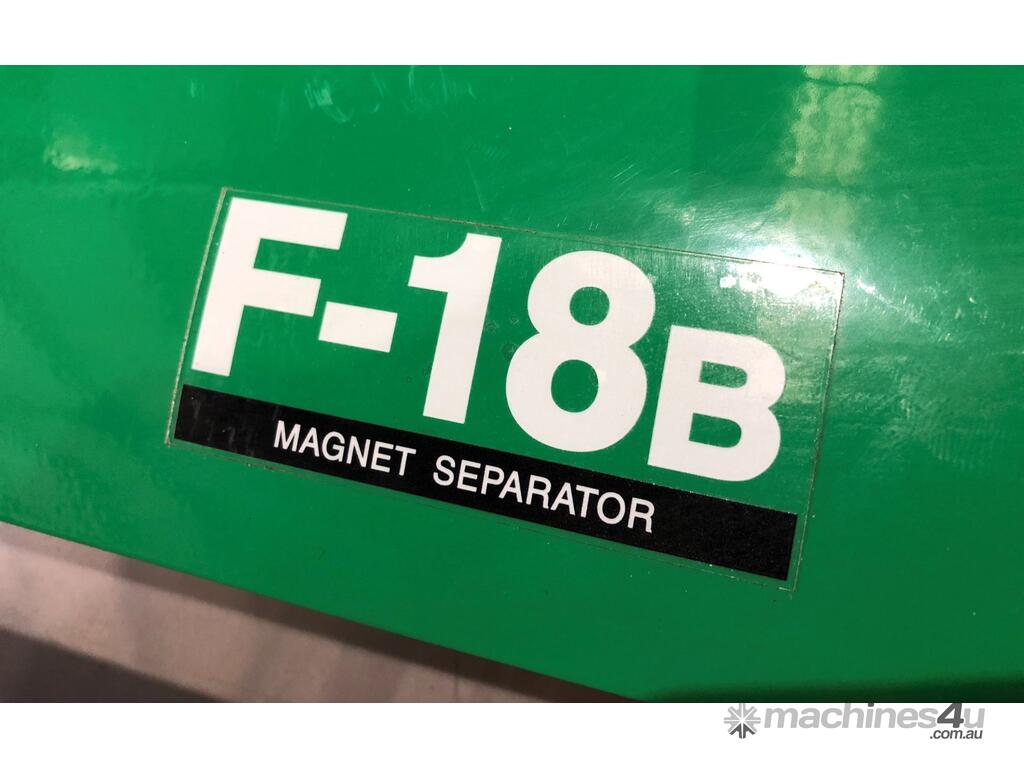 F-18B
MAGNET SEPARATOR
machines4u
.com.au